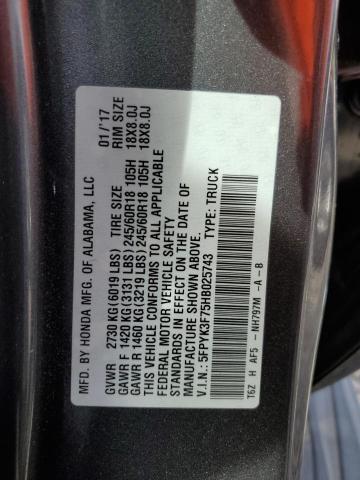 MFD. BY HONDA MFG. OF ALABAMA, LLC 01/'17
GVWR 2730 KG(6019 LBS) TIRE SIZE RIM SIZE
GAWR F 1420 KG(3131 LBS)245/60R18 105H 18X8.0J
GAWR R 1460 KG(3219 LBS)245/60R18 105H 18X8.0J
THIS VEHICLE CONFORMS TO ALL APPLICABLE
FEDERAL MOTOR VEHICLE SAFETY
STANDARDS IN EFFECT ON THE DATE OF
MANUFACTURE SHOWN ABOVE.
V.I.N.: 5FPYK3F75HB025743 TYPE: TRUCK
T6Z H AF5 - NH797M -A -B